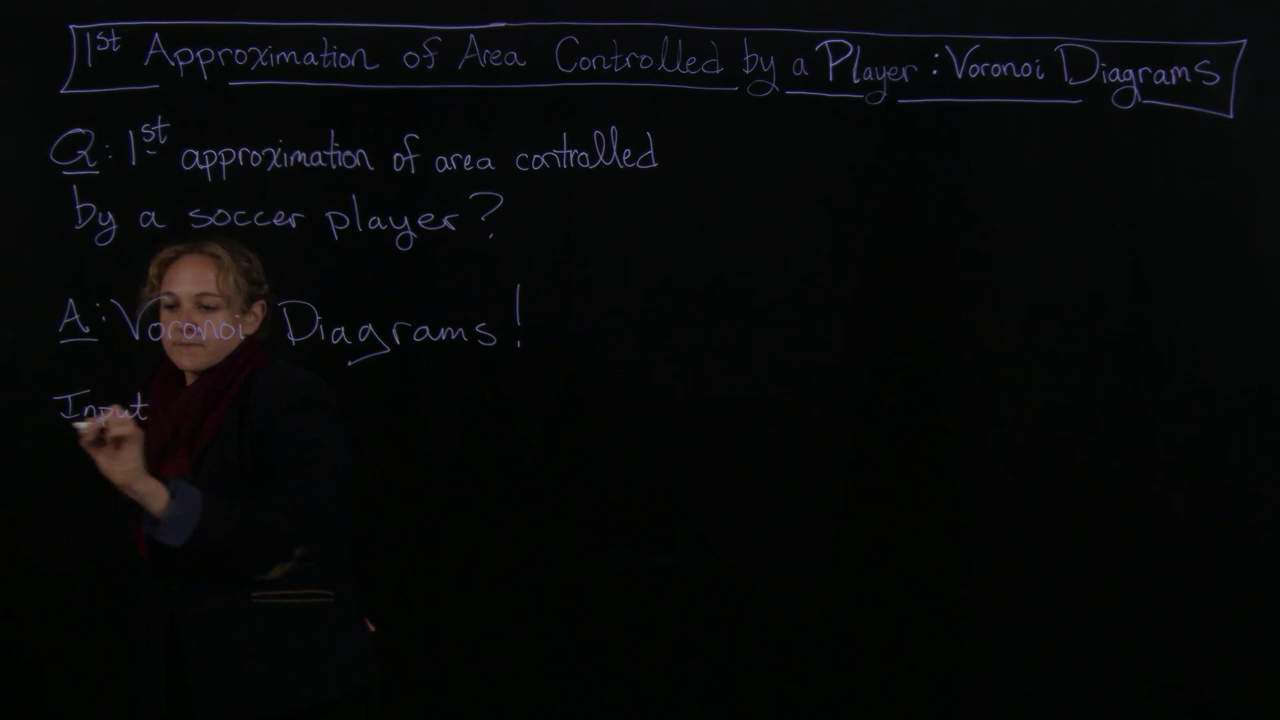 1st Approximation of Area Controlled by a Player : Voronoi Diagrams
Q: 1st approximation of area controlled
by a soccer player?
A: Voronoi Diagrams!
Input